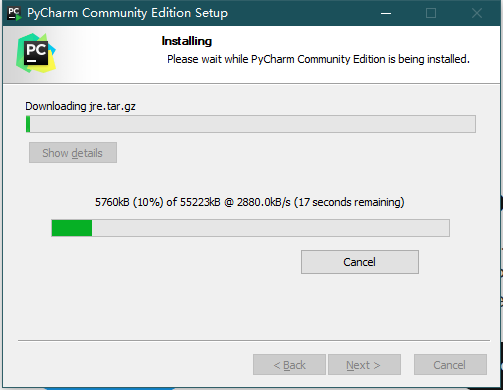 PyCharm Community Edition Setup
PC
Installing
Please wait while PyCharm Community Edition is being installed.
PC
Downloading jre.tar.gz
Show details
5760kB (10%) of 55223kB @ 2880.0kB/s (17 seconds remaining)
Cancel
< Back
Next >
Cancel